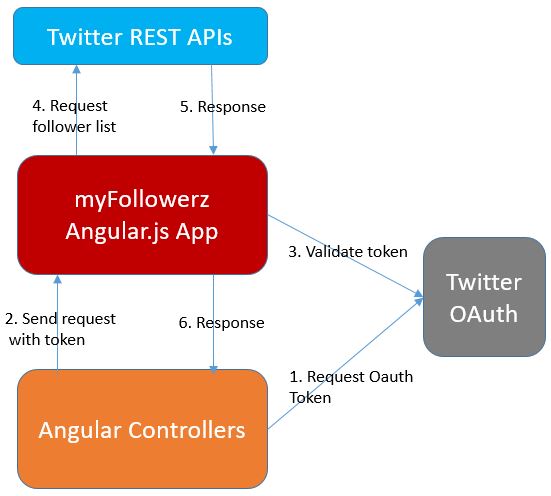 Twitter REST APIs
4. Request
follower list
5. Response
myFollowerz
Angular.js App
3. Validate token
Twitter
OAuth
2. Send request
with token
6. Response
1. Request Oauth
Token
Angular Controllers